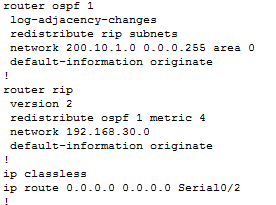 router ospf 1
 log-adjacency-changes
 redistribute rip subnets
 network 200.10.1.0 0.0.0.255 area 0
 default-information originate
!
router rip
 version 2
 redistribute ospf 1 metric 4
 network 192.168.30.0
 default-information originate
!
ip classless
ip route 0.0.0.0 0.0.0.0 Serial0/2
!